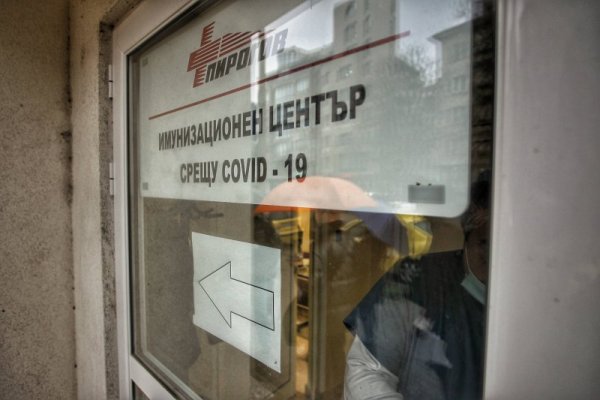 ПИРОГОВ
ИМУНИЗАЦИОНЕН ЦЕНТЪР
СРЕЩУ COVID - 19